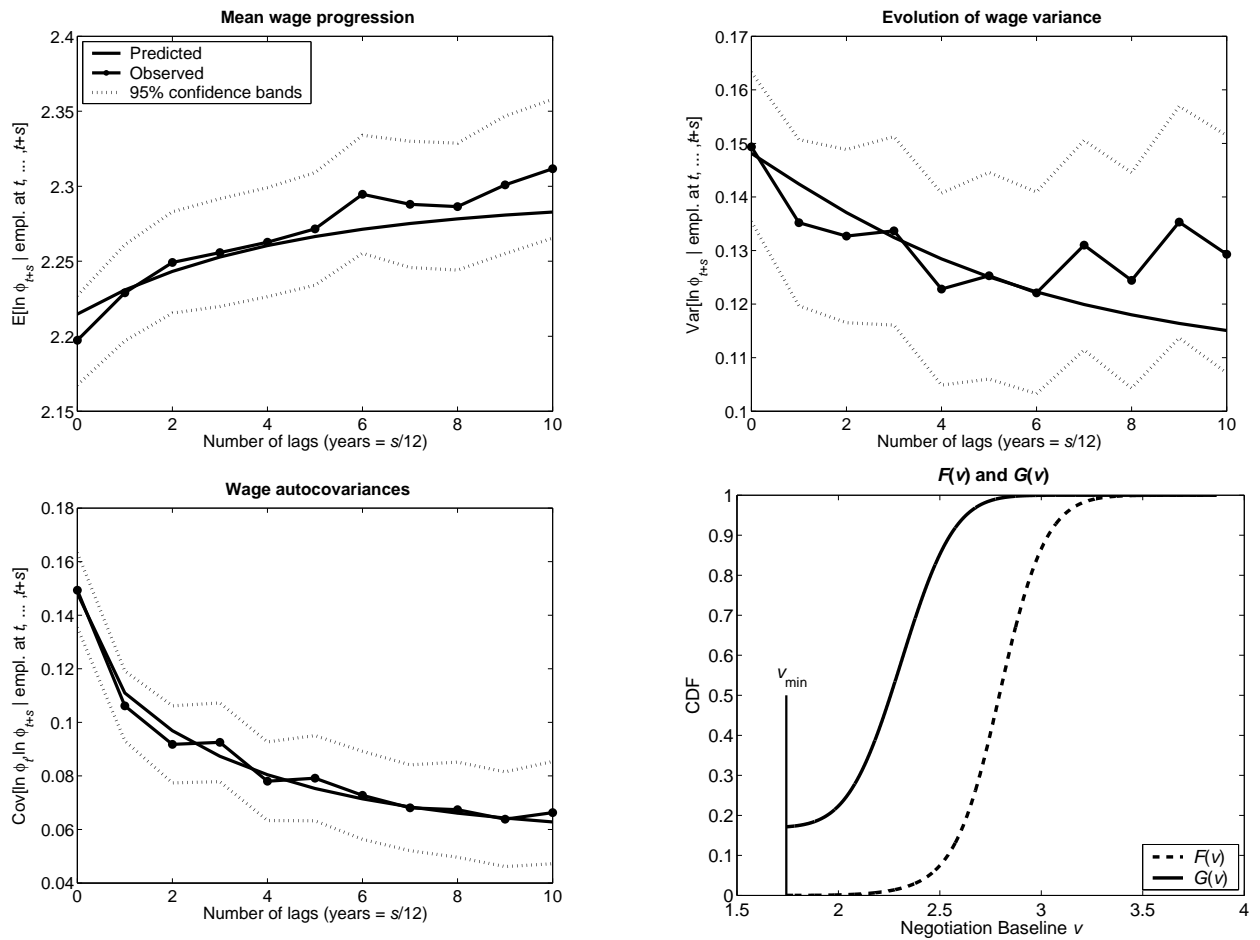 Mean wage progression
2.4
2.35
2.3
2.25
2.2
2.15
E[ln ϕt+s | empl. at t, ... ,t+s]
Predicted
Observed
95% confidence bands
0 2 4 6 8 10
Number of lags (years = s/12)
Evolution of wage variance
0.17
0.16
0.15
0.14
0.13
0.12
0.11
0.1
Var[ln ϕt+s | empl. at t, ... ,t+s]
0 2 4 6 8 10
Number of lags (years = s/12)
Wage autocovariances
0.18
0.16
0.14
0.12
0.1
0.08
0.06
0.04
Cov[ln ϕt,ln ϕt+s | empl. at t, ... ,t+s]
0 2 4 6 8 10
Number of lags (years = s/12)
F(v) and G(v)
1
0.9
0.8
0.7
0.6
0.5
0.4
0.3
0.2
0.1
0
CDF
vmin
F(v)
G(v)
1.5 2 2.5 3 3.5 4
Negotiation Baseline v